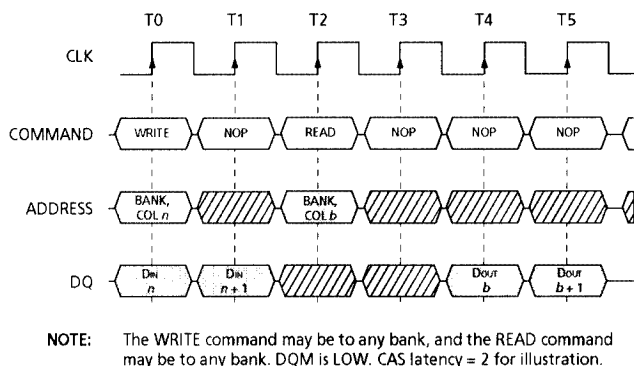 T0 T1 T2 T3 T4 T5
CLK
COMMAND WRITE NOP READ NOP NOP NOP
ADDRESS BANK, COL n BANK, COL b
DQ DIN n DIN n+1 DOUT b DOUT b+1
NOTE: The WRITE command may be to any bank, and the READ command
may be to any bank. DQM is LOW. CAS latency = 2 for illustration.